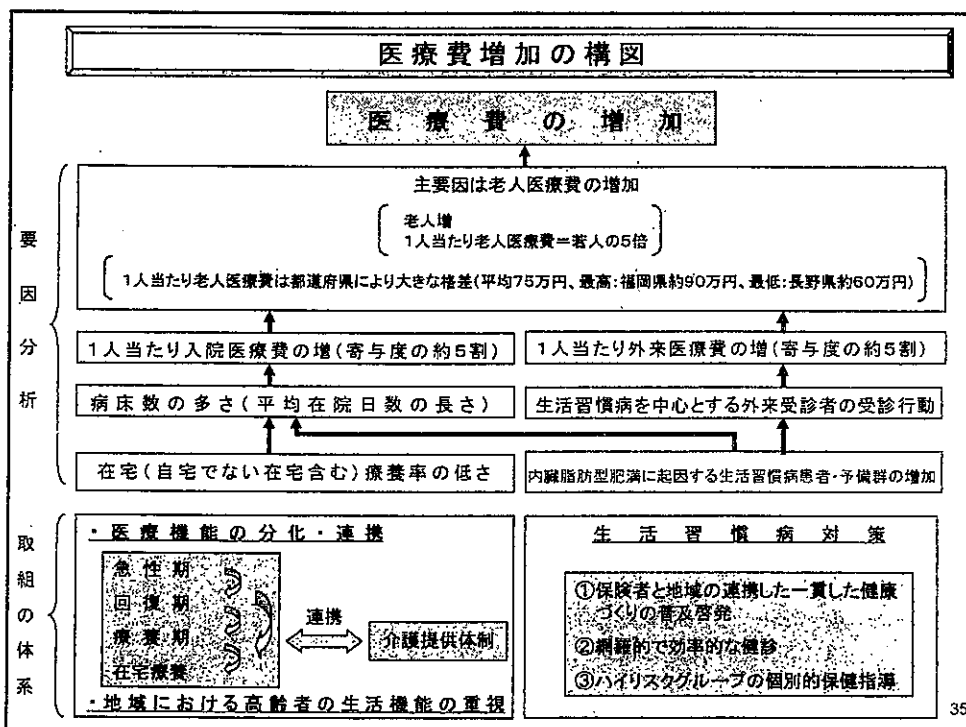 医療費増加の構図
医療費の増加
要因分析
主要因は老人医療費の増加
老人増
1人当たり老人医療費＝若人の5倍
1人当たり老人医療費は都道府県により大きな格差(平均75万円、最高:福岡県約90万円、最低:長野県約60万円)
1人当たり入院医療費の増(寄与度の約5割)
1人当たり外来医療費の増(寄与度の約5割)
病床数の多さ(平均在院日数の長さ)
生活習慣病を中心とする外来受診者の受診行動
在宅(自宅でない在宅含む)療養率の低さ
内臓脂肪型肥満に起因する生活習慣病患者・予備群の増加
取組の体系
・医療機能の分化・連携
急性期
回復期
療養期
在宅療養
連携
介護提供体制
・地域における高齢者の生活機能の重視
生活習慣病対策
①保険者と地域の連携した一貫した健康
づくりの普及啓発
②網羅的で効率的な健診
③ハイリスクグループの個別的保健指導
35